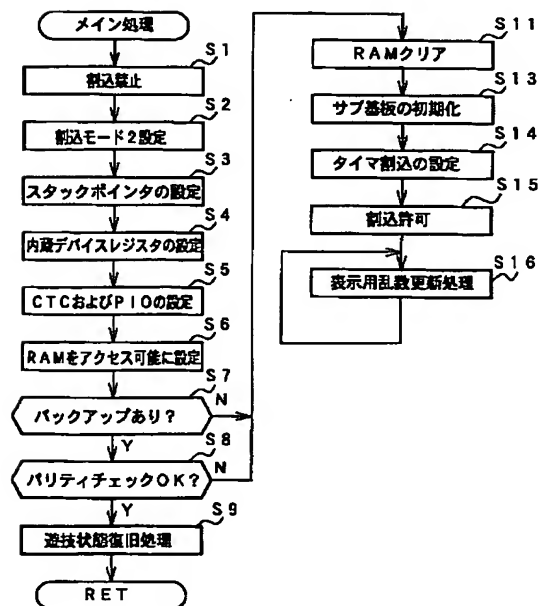 メイン処理
S1
割込禁止
S2
割込モード2設定
S3
スタックポインタの設定
S4
内蔵デバイスレジスタの設定
S5
CTCおよびPIOの設定
S6
RAMをアクセス可能に設定
S7
バックアップあり?
N
Y
S8
パリティチェックOK?
N
Y
S9
遊技状態復旧処理
RET
S11
RAMクリア
S13
サブ基板の初期化
S14
タイマ割込の設定
S15
割込許可
S16
表示用乱数更新処理